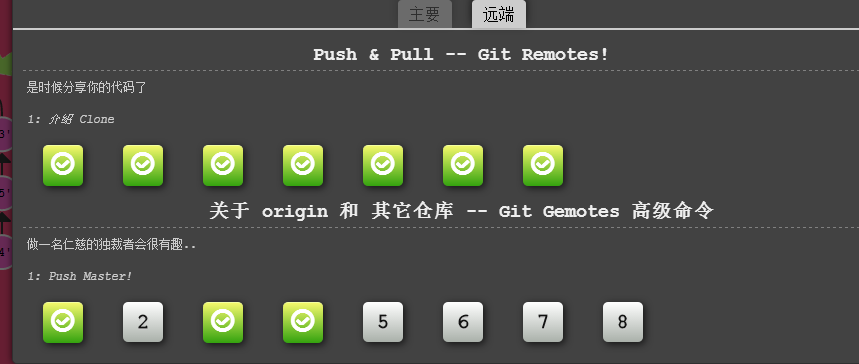 主要 远端
Push & Pull -- Git Remotes!
是时候分享你的代码了
1: 介绍 Clone
关于 origin 和 其它仓库 -- Git Gemotes 高级命令
做一名仁慈的独裁者会很有趣..
1: Push Master!
2 5 6 7 8